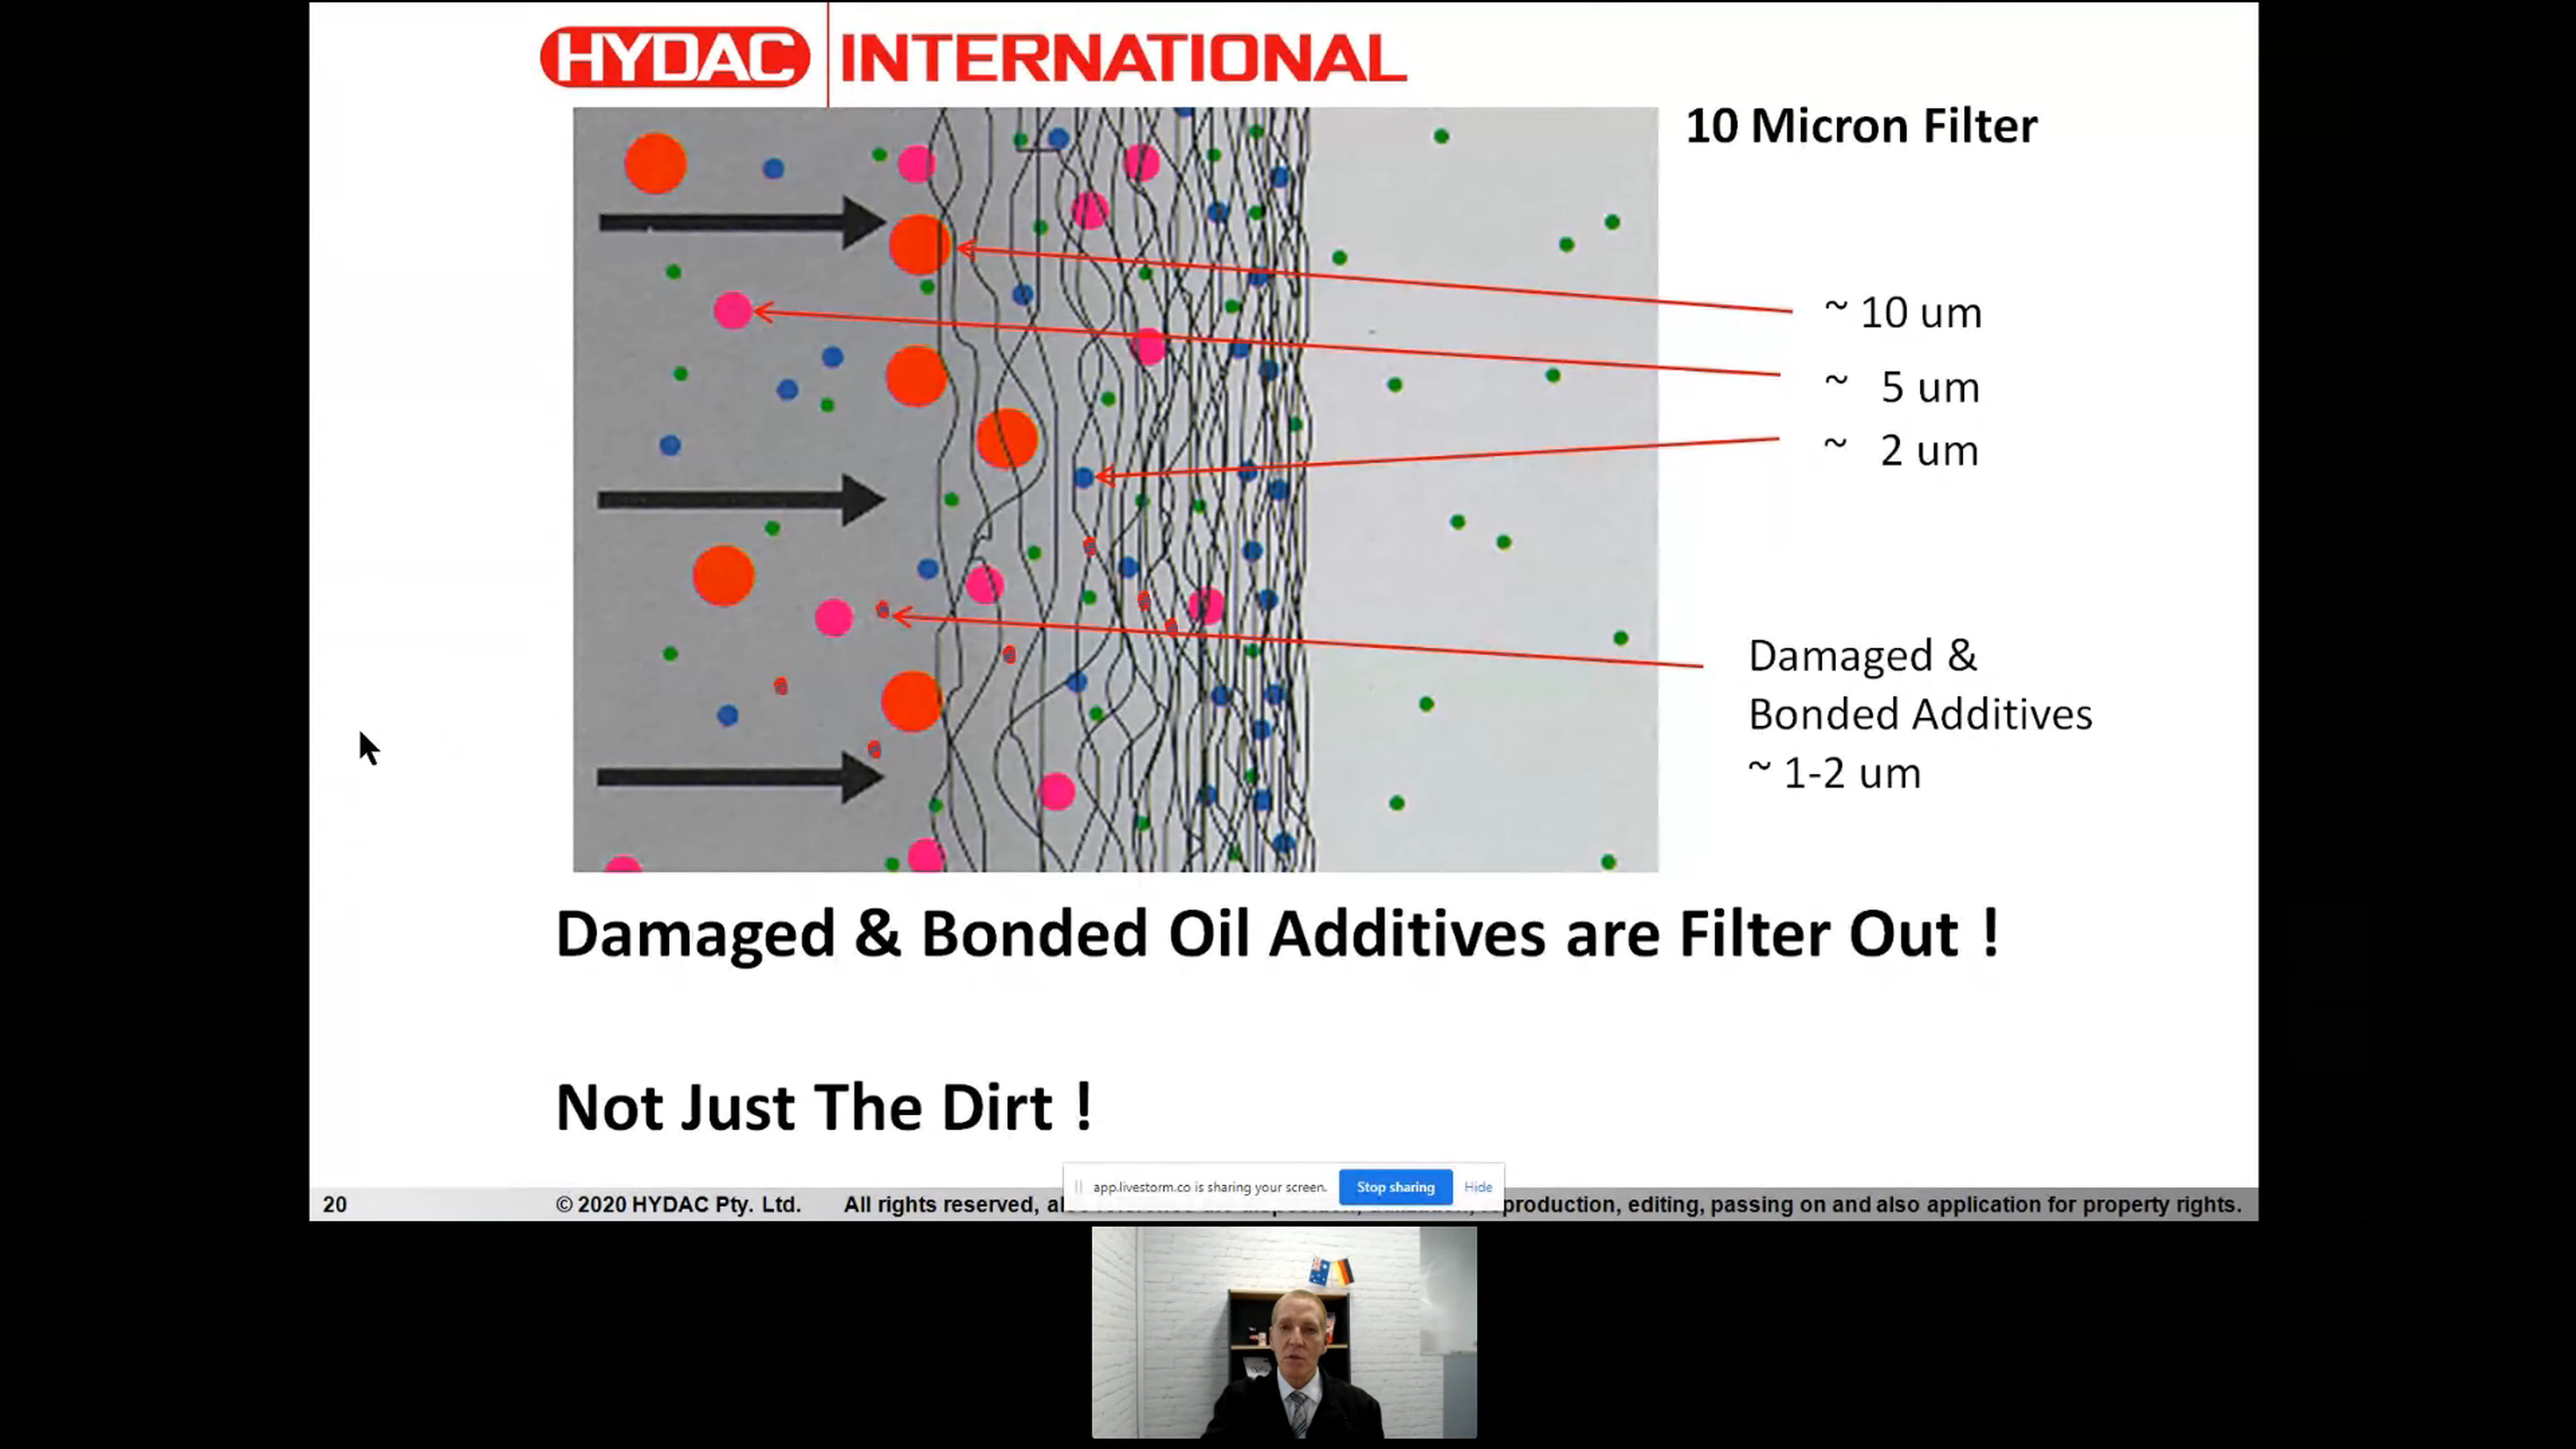 HYDAC INTERNATIONAL
10 Micron Filter
~ 10 um
~ 5 um
~ 2 um
Damaged &
Bonded Additives
~ 1-2 um
Damaged & Bonded Oil Additives are Filter Out !
Not Just The Dirt !
app.livestorm.co is sharing your screen. Stop sharing Hide
20 © 2020 HYDAC Pty. Ltd. All rights reserved, production, editing, passing on and also application for property rights.